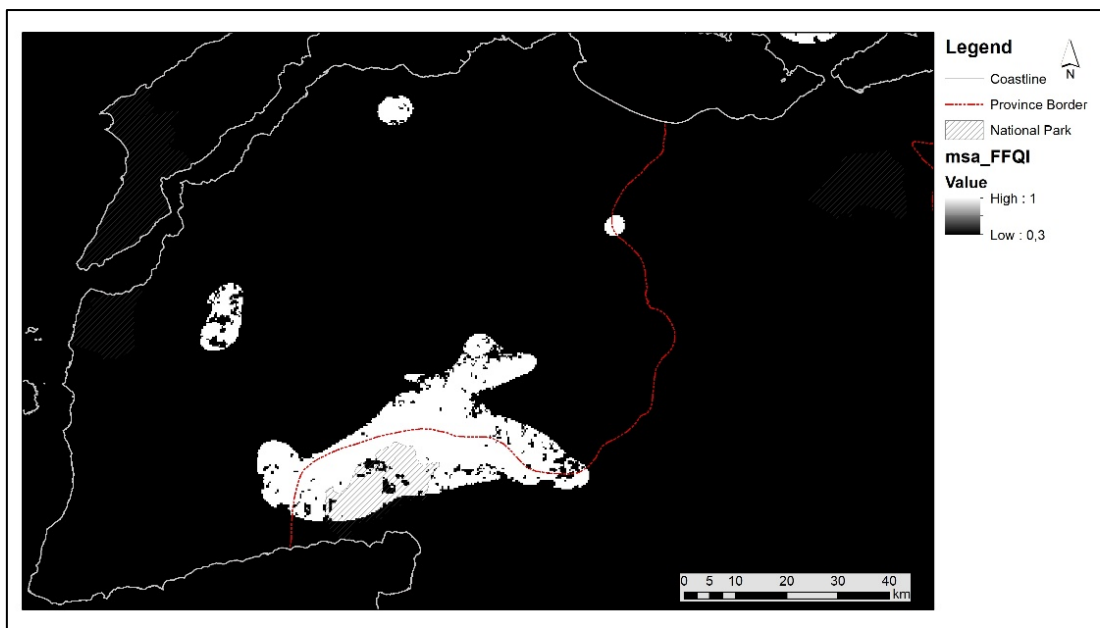 Legend
N
Coastline
Province Border
National Park
msa_FFQI
Value
High : 1
Low : 0,3
0 5 10 20 30 40
km